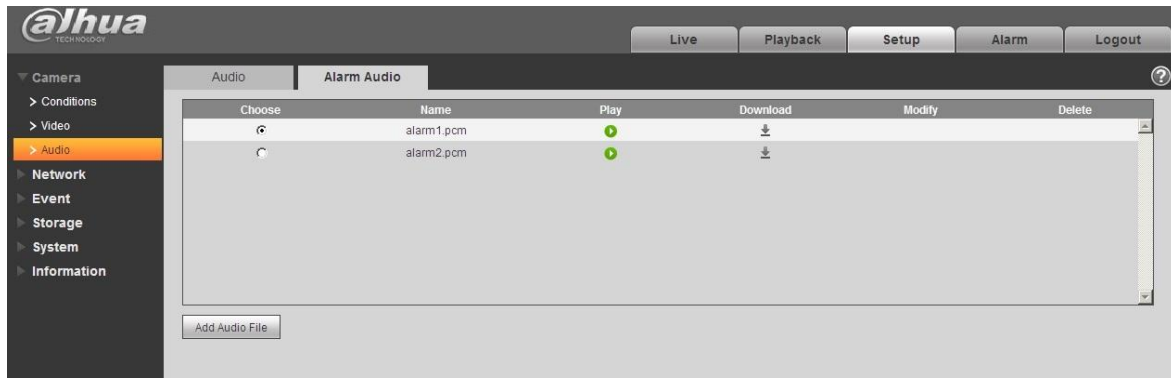 alhua
TECHNOLOGY
Live Playback Setup Alarm Logout
Camera
> Conditions
> Video
> Audio
Network
Event
Storage
System
Information
Audio Alarm Audio ?
Choose Name Play Download Modify Delete
alarm1.pcm
alarm2.pcm
Add Audio File